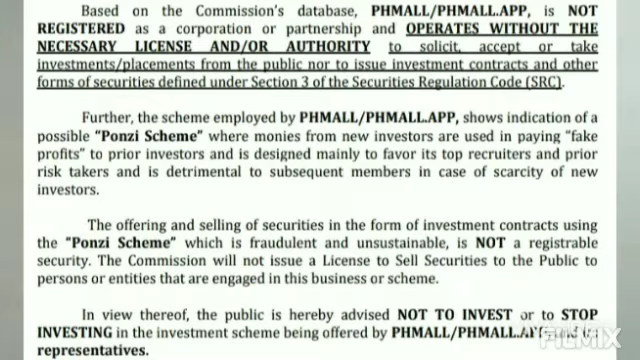 Based on the Commission's database, PHMALL/PHMALL.APP, is NOT
REGISTERED as a corporation or partnership and OPERATES WITHOUT THE
NECESSARY LICENSE AND/OR AUTHORITY to solicit, accept or take
investments/placements from the public nor to issue investment contracts and other
forms of securities defined under Section 3 of the Securities Regulation Code (SRC).
Further, the scheme employed by PHMALL/PHMALL.APP, shows indication of a
possible "Ponzi Scheme" where monies from new investors are used in paying "fake
profits" to prior investors and is designed mainly to favor its top recruiters and prior
risk takers and is detrimental to subsequent members in case of scarcity of new
investors.
The offering and selling of securities in the form of investment contracts using
the "Ponzi Scheme" which is fraudulent and unsustainable, is NOT a registrable
security. The Commission will not issue a License to Sell Securities to the Public to
persons or entities that are engaged in this business or scheme.
In view thereof, the public is hereby advised NOT TO INVEST or to STOP
INVESTING in the investment scheme being offered by PHMALL/PHMALL.
representatives.
FILMIX